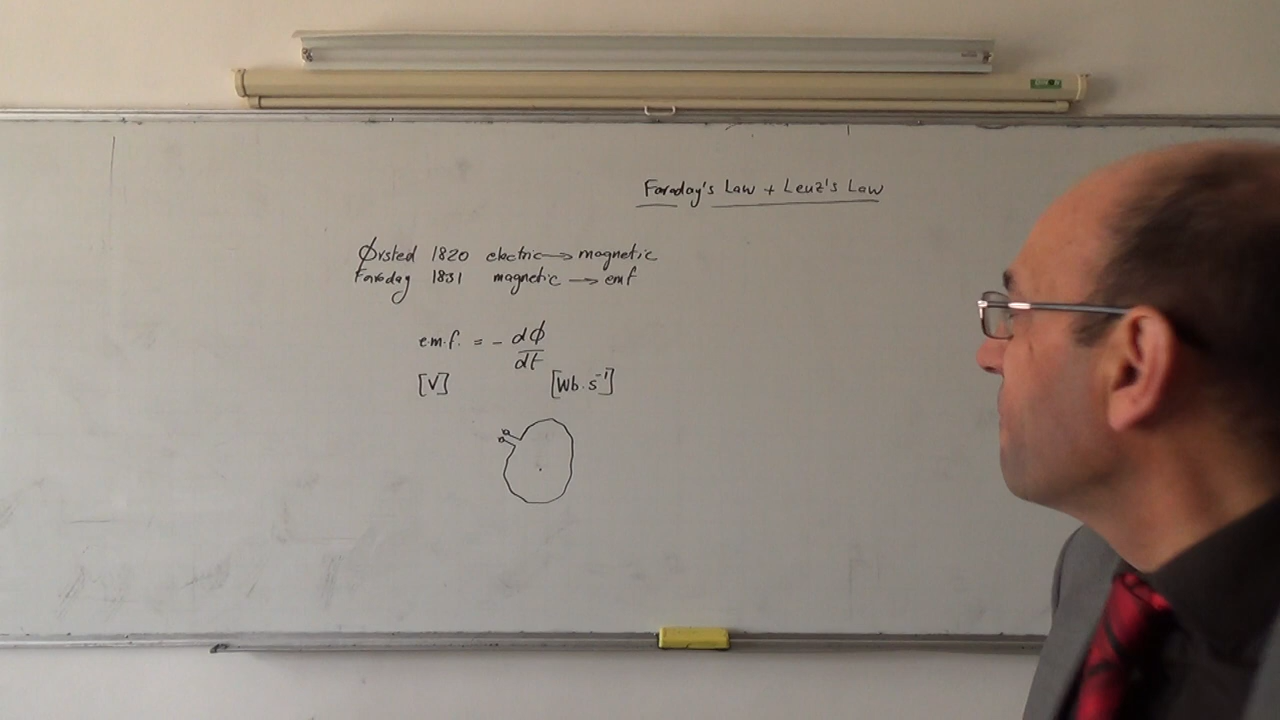 Faraday's Law + Lenz's Law
Ørsted 1820 electric → magnetic
Faraday 1831 magnetic → emf
e.m.f. = - dϕ/dt
[V] [Wb·s⁻¹]